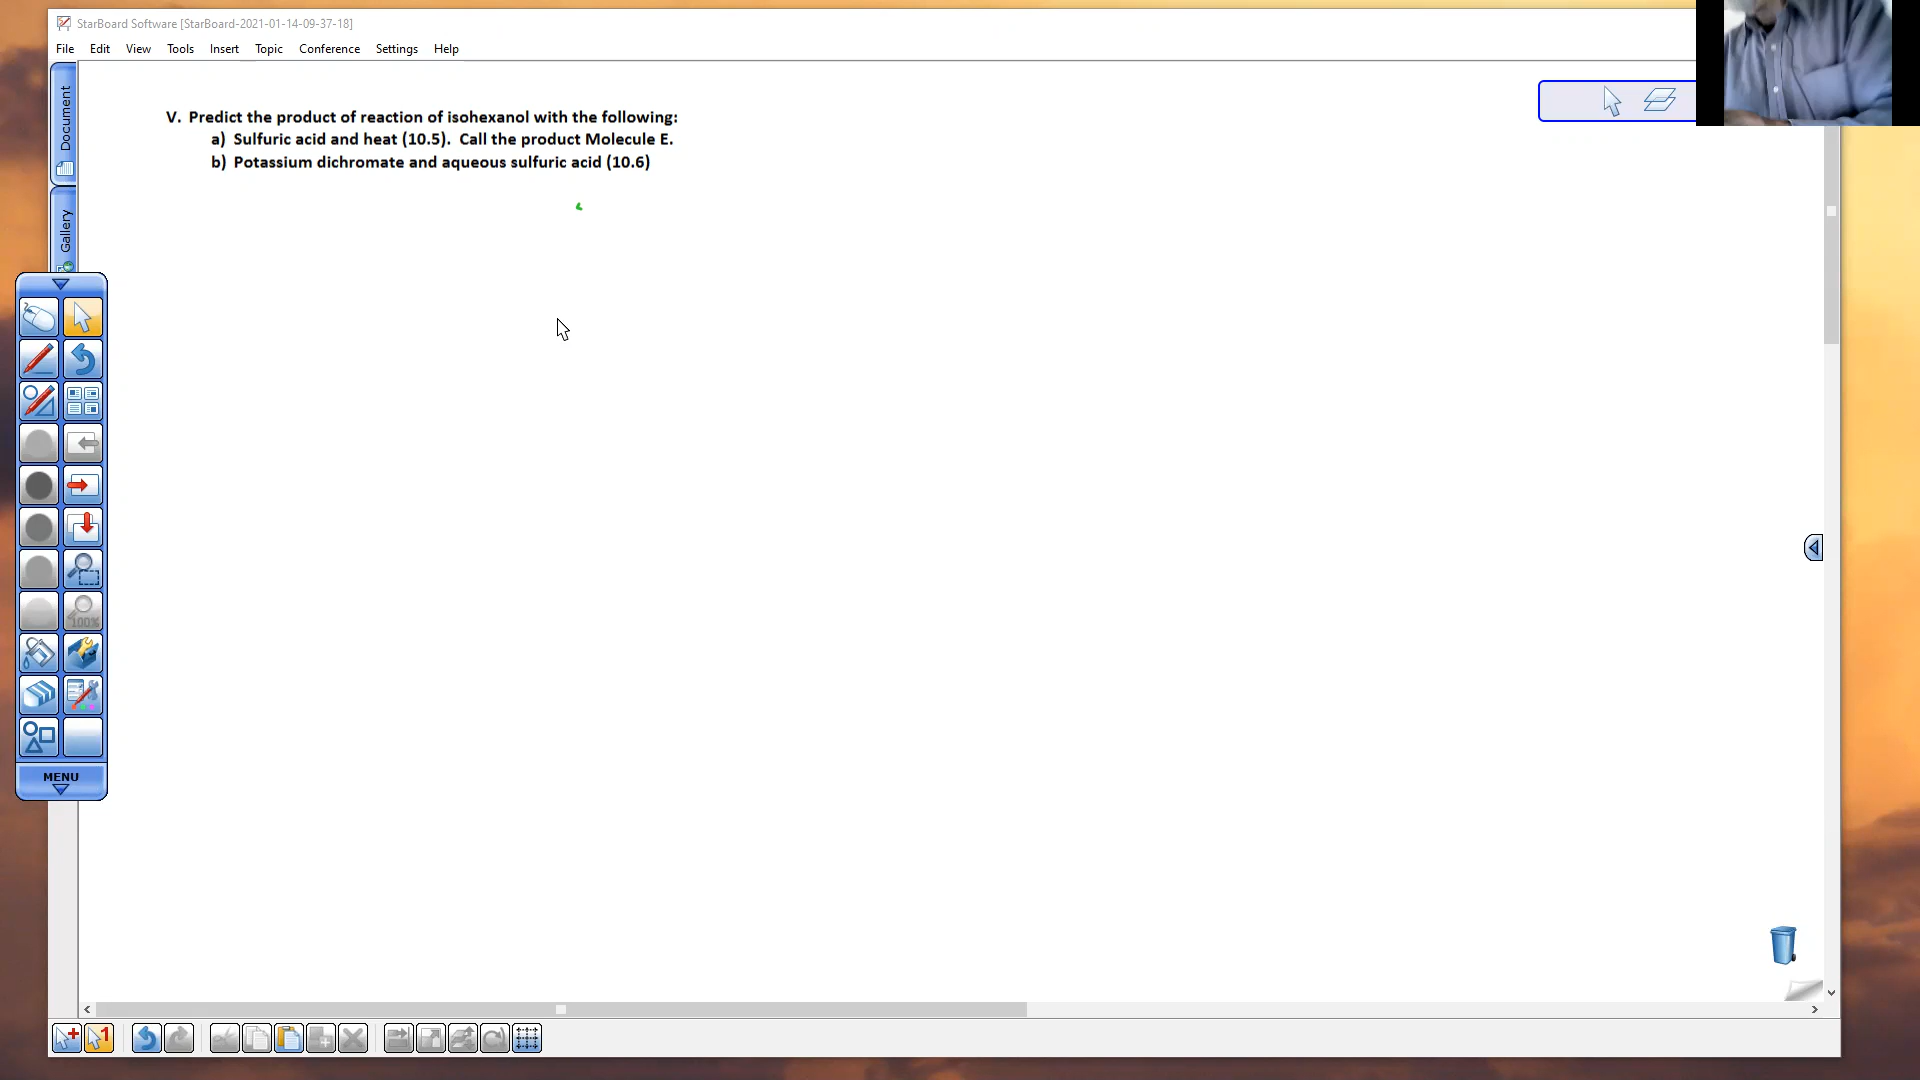 StarBoard Software [StarBoard-2021-01-14-09-37-18]
File Edit View Tools Insert Topic Conference Settings Help
Document
Gallery
V. Predict the product of reaction of isohexanol with the following:
a) Sulfuric acid and heat (10.5). Call the product Molecule E.
b) Potassium dichromate and aqueous sulfuric acid (10.6)
100%
MENU
1